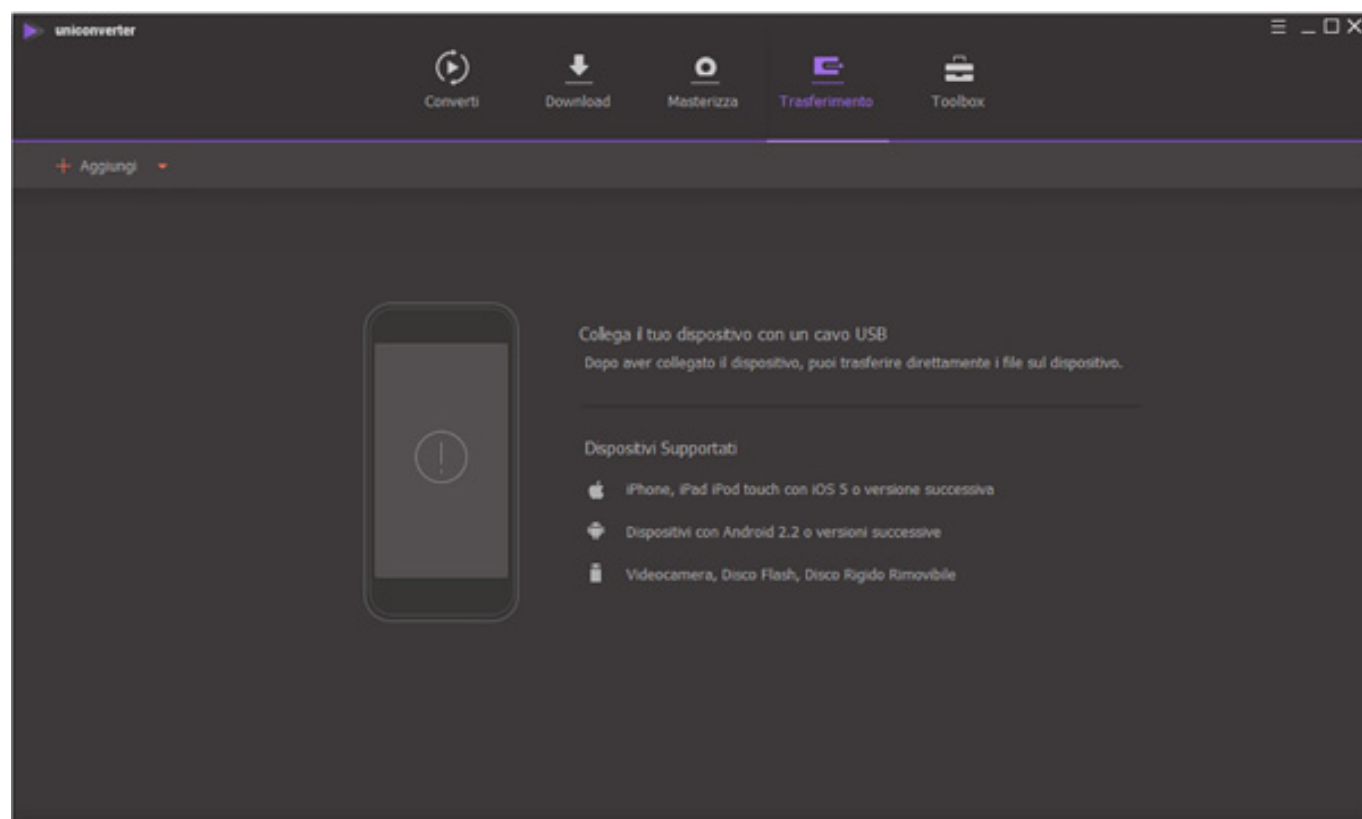 uniconverter
Converti
Download
Masterizza
Trasferimento
Toolbox
Aggiungi
Collega il tuo dispositivo con un cavo USB
Dopo aver collegato il dispositivo, puoi trasferire direttamente i file sul dispositivo.
Dispositivi Supportati
iPhone, iPad iPod touch con iOS 5 o versione successiva
Dispositivi con Android 2.2 o versioni successive
Videocamera, Disco Flash, Disco Rigido Rimovibile